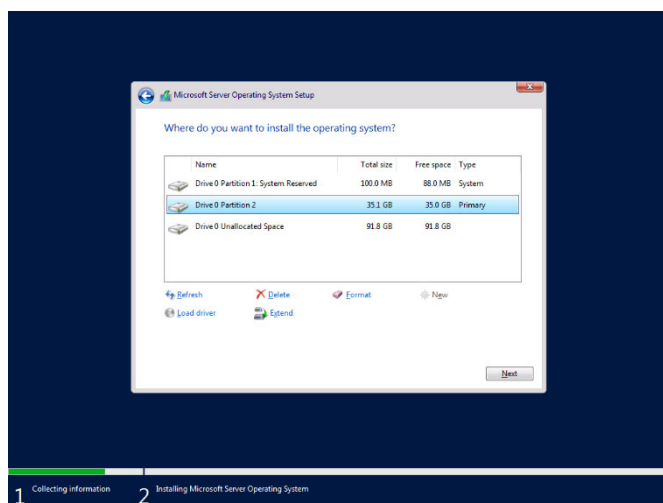 Microsoft Server Operating System Setup
Where do you want to install the operating system?
Name Total size Free space Type
Drive 0 Partition 1: System Reserved 100.0 MB 88.0 MB System
Drive 0 Partition 2 35.1 GB 35.0 GB Primary
Drive 0 Unallocated Space 91.8 GB 91.8 GB
Refresh Delete Format New
Load driver Extend
Next
1 Collecting information 2 Installing Microsoft Server Operating System